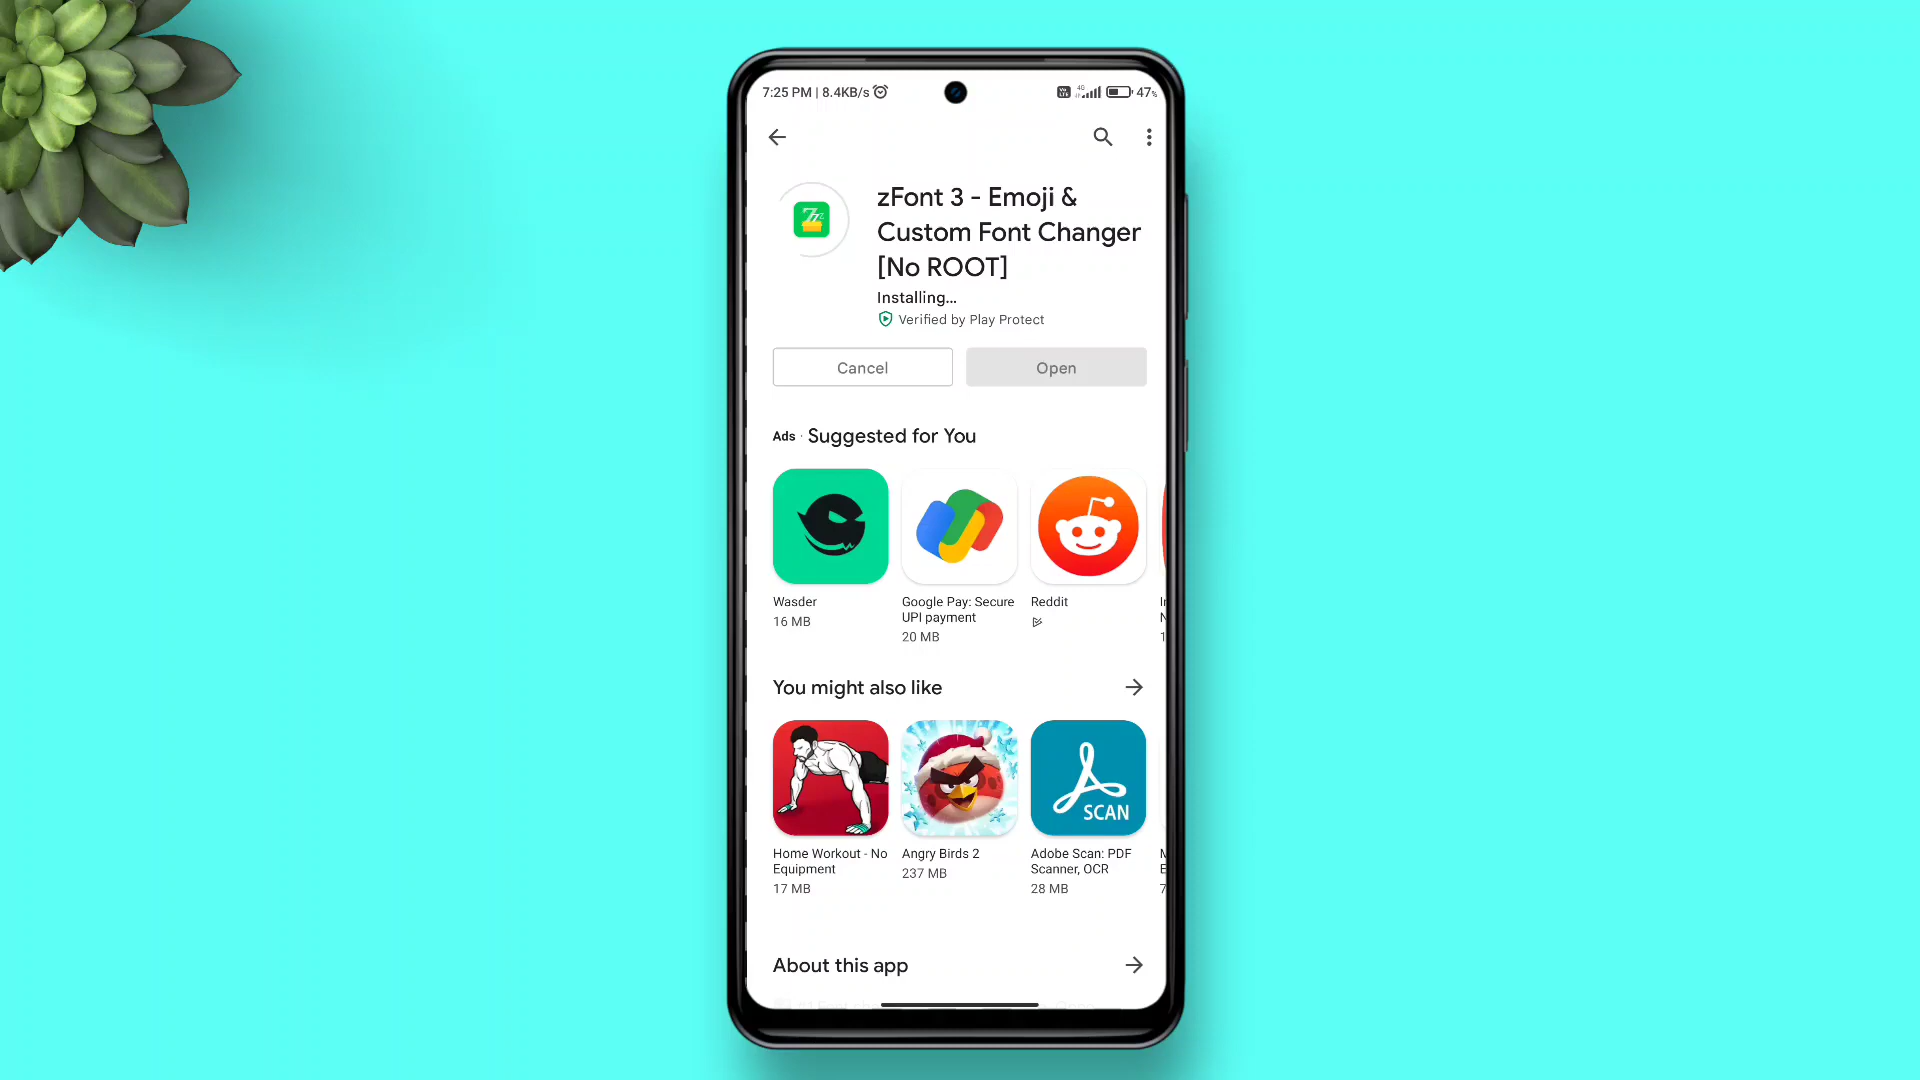 7:25 PM | 8.4KB/s
4G
47%
zFont 3 - Emoji &
Custom Font Changer
[No ROOT]
Installing...
Verified by Play Protect
Cancel
Open
Ads · Suggested for You
Wasder
16 MB
Google Pay: Secure
UPI payment
20 MB
Reddit
You might also like
SCAN
Home Workout - No
Equipment
17 MB
Angry Birds 2
237 MB
Adobe Scan: PDF
Scanner, OCR
28 MB
About this app